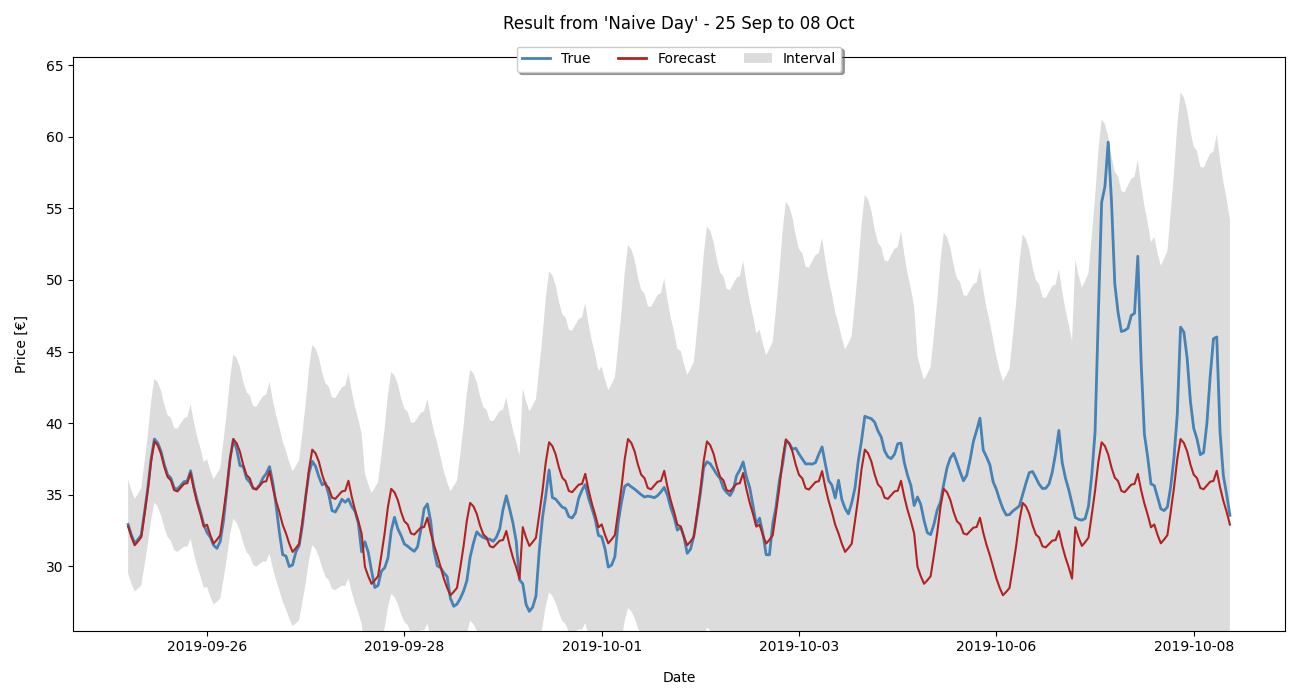 Result from 'Naive Day' - 25 Sep to 08 Oct
True Forecast Interval
65
60
55
50
45
40
35
30
Price [€]
2019-09-26 2019-09-28 2019-10-01 2019-10-03 2019-10-06 2019-10-08
Date